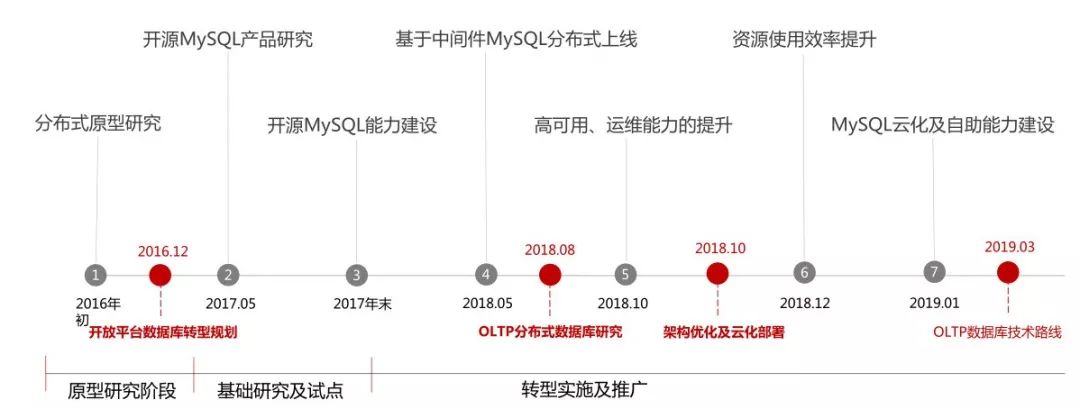 开源MySQL产品研究
基于中间件MySQL分布式上线
资源使用效率提升
分布式原型研究
开源MySQL能力建设
高可用、运维能力的提升
MySQL云化及自助能力建设
2016.12
2018.08
2018.10
2019.03
1
2
3
4
5
6
7
2016年
初
2017.05
2017年末
2018.05
2018.10
2018.12
2019.01
开放平台数据库转型规划
OLTP分布式数据库研究
架构优化及云化部署
OLTP数据库技术路线
原型研究阶段
基础研究及试点
转型实施及推广